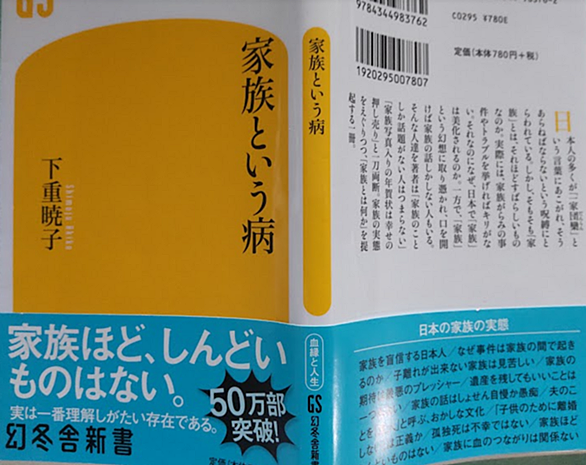 GS
家族という病
下重暁子
Shimoju Akiko
家族ほど、しんどい
ものはない。
実は一番理解しがたい存在である。
50万部
突破!
幻冬舎新書
家族という病
血縁と人生
GS
幻冬舎新書
9784344983762
C0295 ¥780E
定価(本体780円+税)
1920295007807
日本人の多くが「一家団欒」と
いう言葉にあこがれ、そう
あらねばならないという呪縛にと
らわれている。しかし、そもそも「家
族」とは、それほどすばらしいもの
なのか。実際には、家族がらみの事
件やトラブルを挙げればキリがな
い。それなのになぜ、日本で「家族」
は美化されるのか。一方で、「家族」
という幻想に取り憑かれ、口を開
けば家族の話しかしない人もいる。
そんな人達を著者は「家族のこと
しか話題がない人はつまらない」
「家族写真入りの年賀状は幸せの
押し売り」と一刀両断。家族の実態
をえぐりつつ、「家族とは何か」を提
起する一冊。
日本の家族の実態
家族を盲信する日本人/なぜ事件は家族の間で起き
るのか/子離れが出来ない家族は見苦しい/家族の
期待は最悪のプレッシャー/遺産を残してもいいことは
一つもない/家族の話はしょせん自慢か愚痴/夫のこ
とを「主人」と呼ぶ、おかしな文化/「子供のために離婚
しない」は正義か/孤独死は不幸ではない/家族ほど
しんどいものはない/家族に血のつながりは関係ない